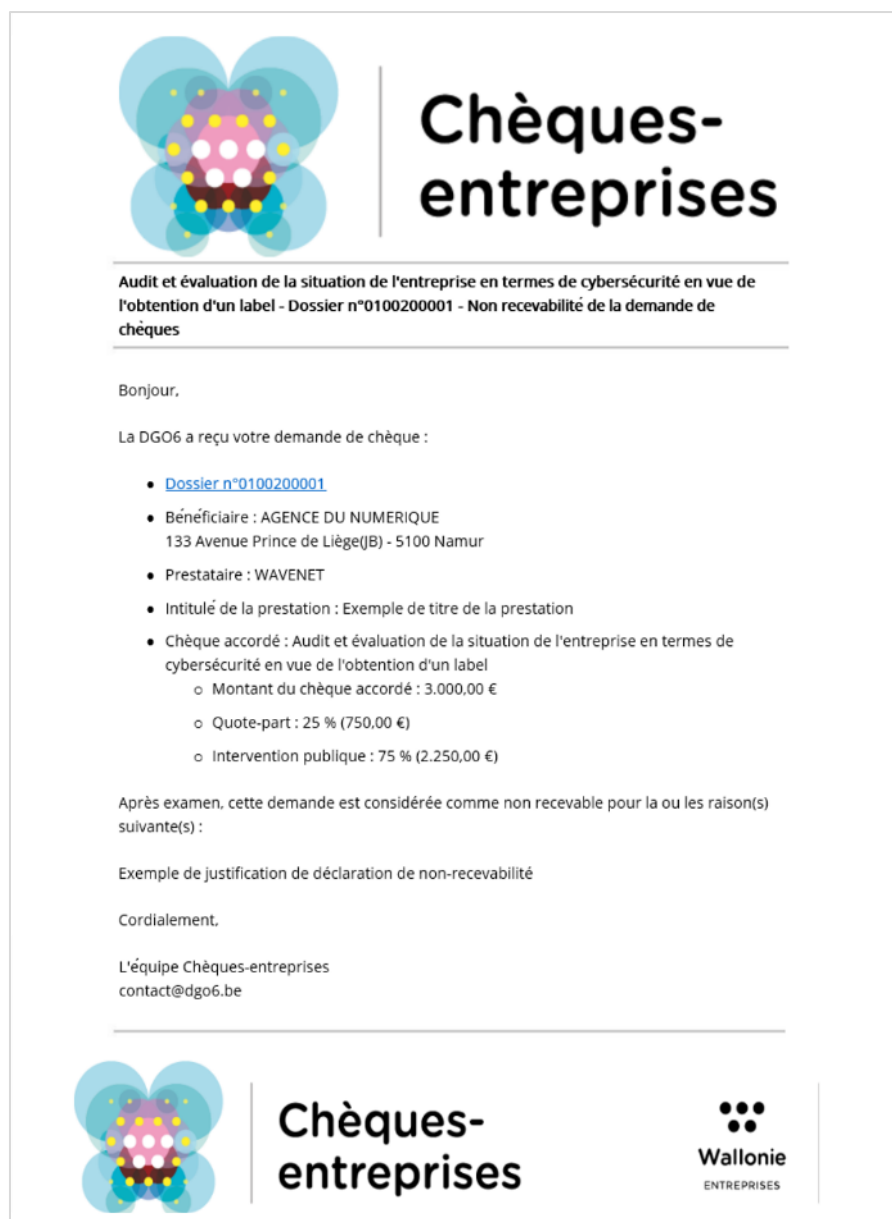 Chèques-
entreprises
Audit et évaluation de la situation de l'entreprise en termes de cybersécurité en vue de
l'obtention d'un label - Dossier n°0100200001 - Non recevabilité de la demande de
chèques
Bonjour,
La DGO6 a reçu votre demande de chèque :
● Dossier n°0100200001
● Bénéficiaire : AGENCE DU NUMERIQUE
133 Avenue Prince de Liège(JB) - 5100 Namur
● Prestataire : WAVENET
● Intitulé de la prestation : Exemple de titre de la prestation
● Chèque accordé : Audit et évaluation de la situation de l'entreprise en termes de
cybersécurité en vue de l'obtention d'un label
○ Montant du chèque accordé : 3.000,00 €
○ Quote-part : 25 % (750,00 €)
○ Intervention publique : 75 % (2.250,00 €)
Après examen, cette demande est considérée comme non recevable pour la ou les raison(s)
suivante(s) :
Exemple de justification de déclaration de non-recevabilité
Cordialement,
L'équipe Chèques-entreprises
contact@dgo6.be
Chèques-
entreprises
Wallonie
ENTREPRISES